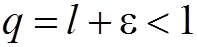 q = l + ε < 1